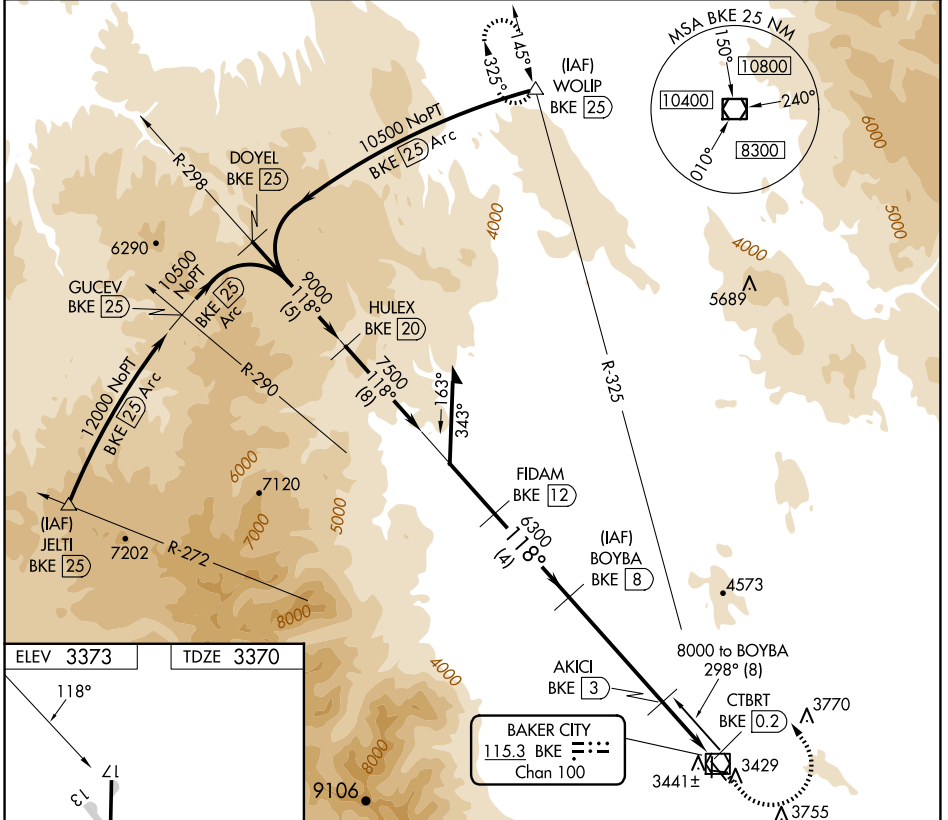 MSA BKE 25 NM
150°
10800
10400
240°
8300
010°
145°
325°
(IAF)
WOLIP
BKE 25
10500 NoPT
BKE 25 Arc
R-298
DOYEL
BKE 25
6290
GUCEV
BKE 25
10500
NoPT
BKE 25
Arc
9000
118°
(5)
HULEX
BKE 20
7500
118°
(8)
R-290
12000 NoPT
BKE 25 Arc
163°
343°
R-325
4000
4000
5689
6000
5000
6000
7120
7000
5000
(IAF)
JELTI
BKE 25
7202
R-272
8000
FIDAM
BKE 12
6300
118°
(4)
(IAF)
BOYBA
BKE 8
4573
ELEV 3373
TDZE 3370
118°
17
13
4000
8000
9106
AKICI
BKE 3
8000 to BOYBA
298° (8)
CTBRT
BKE 0.2
3770
BAKER CITY
115.3 BKE
Chan 100
3441±
3429
3755